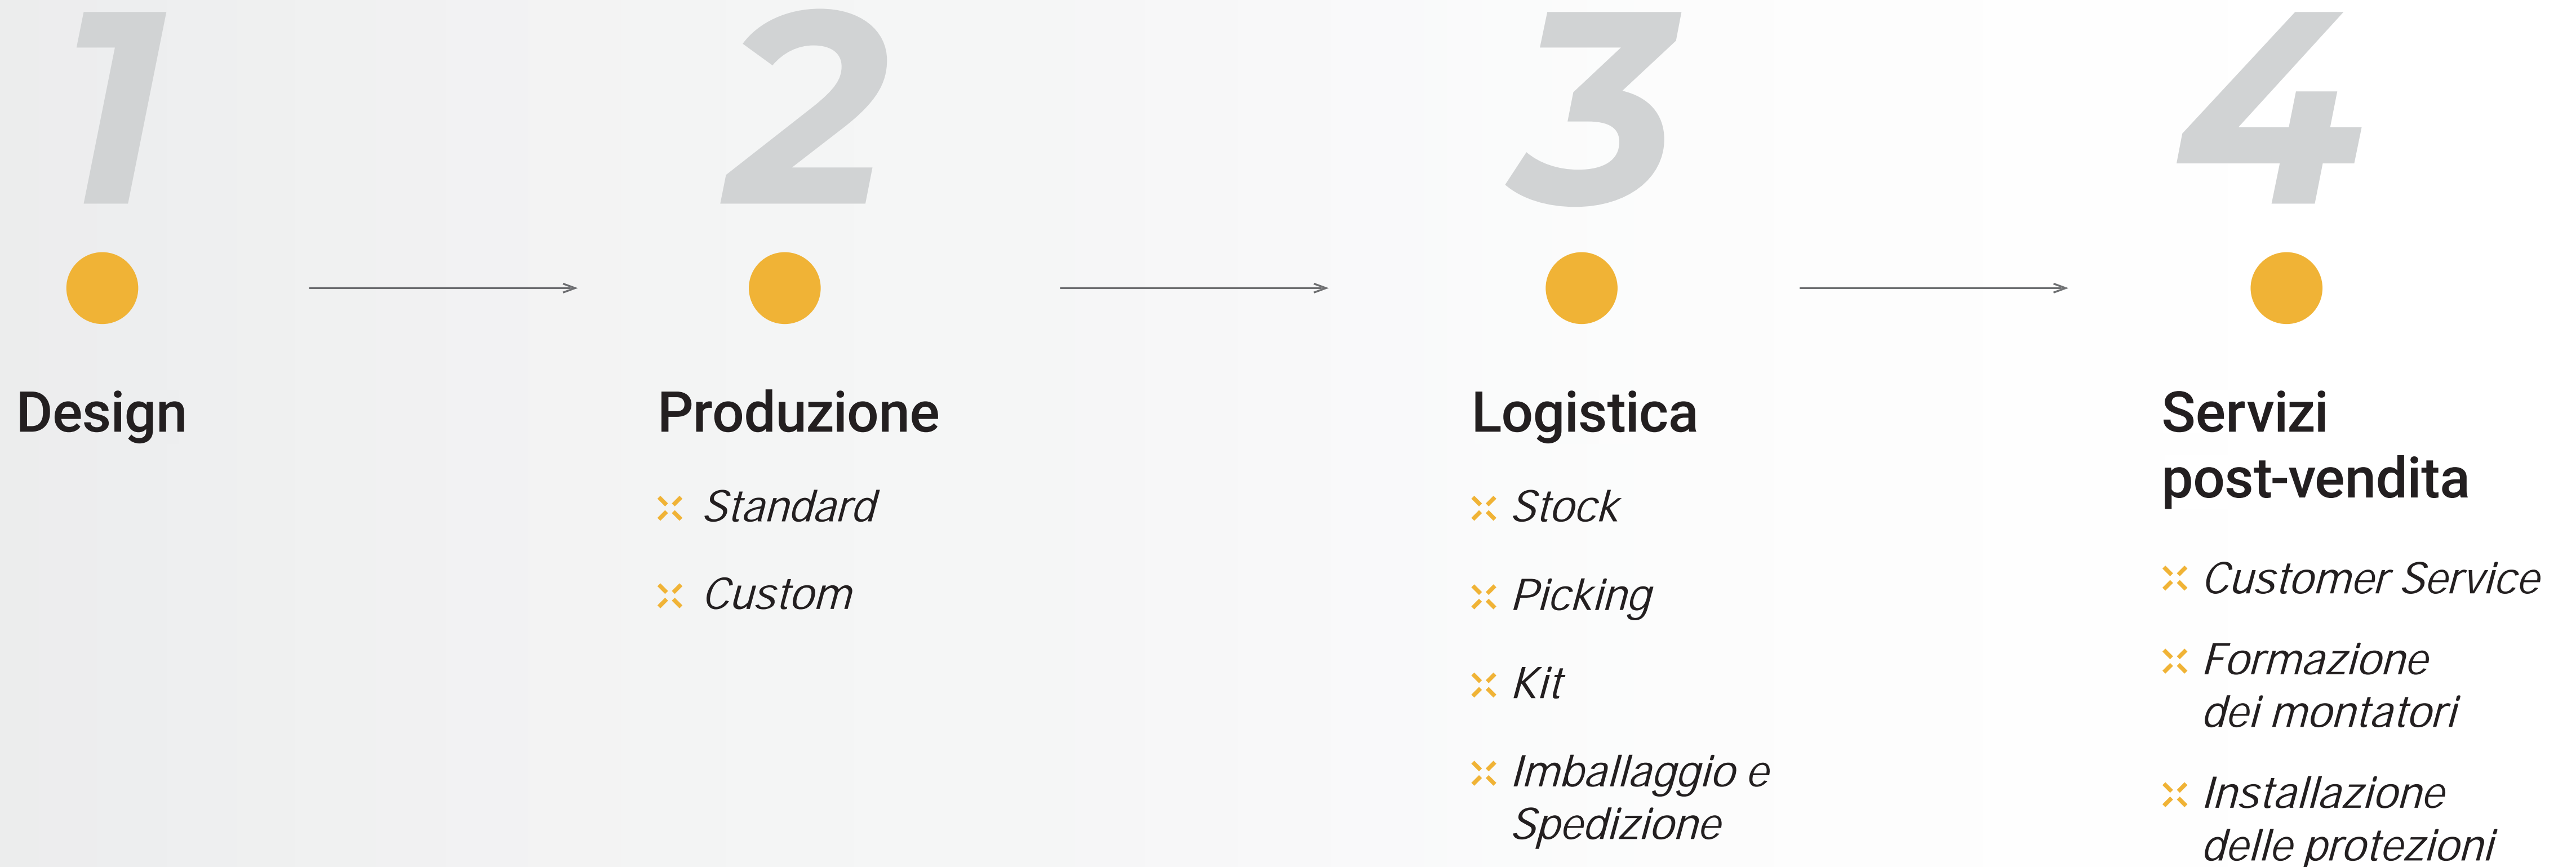 1
2
3
4
Design
Produzione
Standard
Custom
Logistica
Stock
Picking
Kit
Imballaggio e
Spedizione
Servizi
post-vendita
Customer Service
Formazione
dei montatori
Installazione
delle protezioni